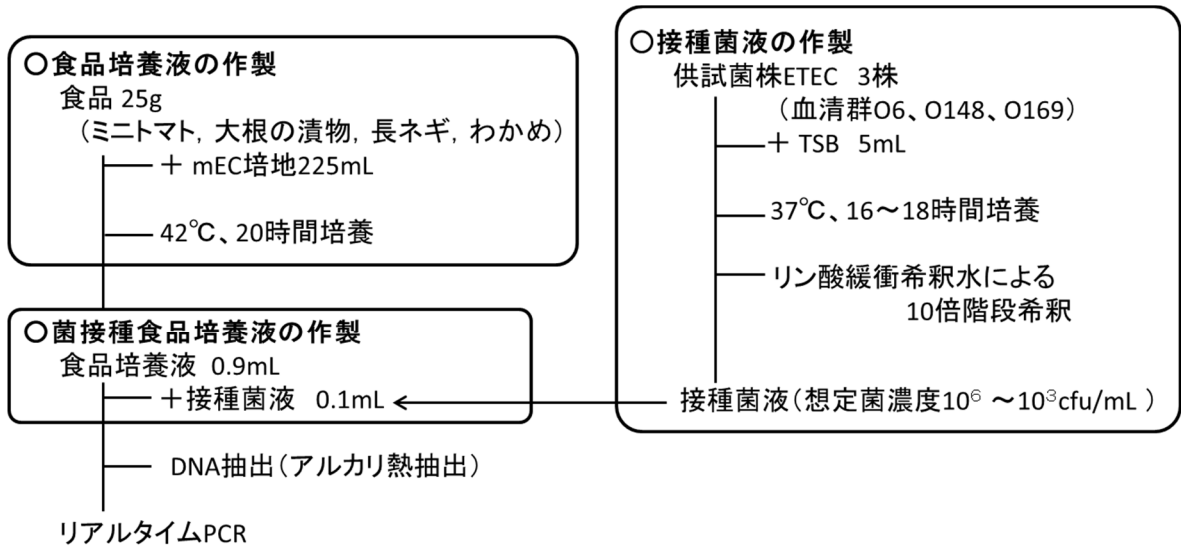 ○食品培養液の作製
食品 25g
（ミニトマト, 大根の漬物, 長ネギ, わかめ）
＋ mEC培地225mL
42℃、20時間培養
○菌接種食品培養液の作製
食品培養液 0.9mL
＋接種菌液 0.1mL
DNA抽出（アルカリ熱抽出）
リアルタイムPCR
○接種菌液の作製
供試菌株ETEC 3株
（血清群O6、O148、O169）
＋ TSB 5mL
37℃、16～18時間培養
リン酸緩衝希釈水による
10倍階段希釈
接種菌液（想定菌濃度10⁶ ～10³cfu/mL ）